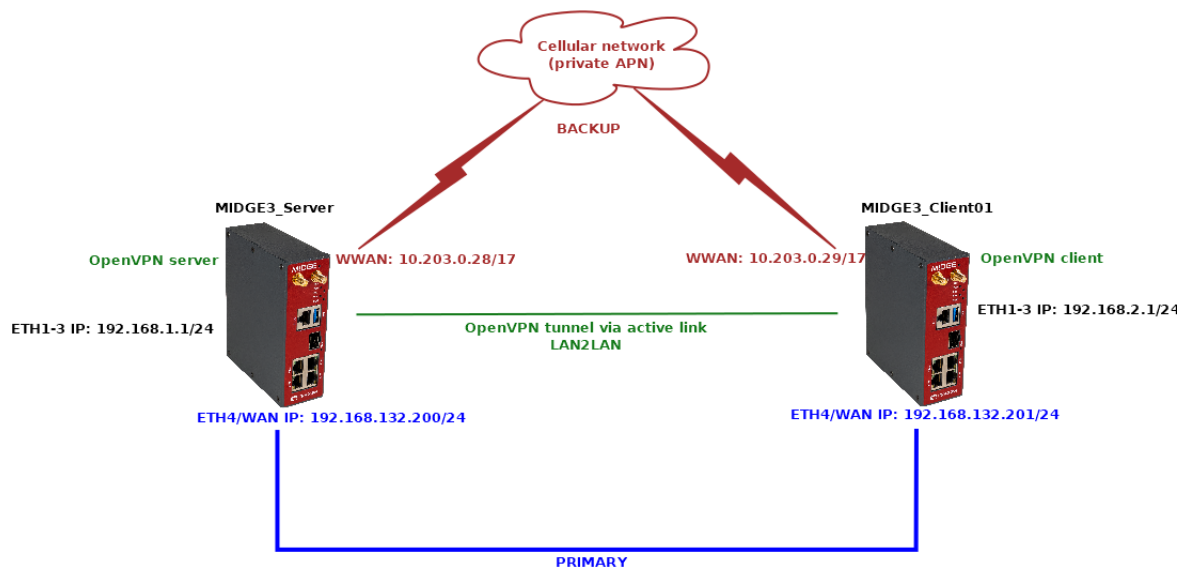 Cellular network
(private APN)
BACKUP
MIDGE3_Server
MIDGE3_Client01
OpenVPN server
WWAN: 10.203.0.28/17
WWAN: 10.203.0.29/17
OpenVPN client
MIDGE
MIDGE
ETH1-3 IP: 192.168.1.1/24
ETH1-3 IP: 192.168.2.1/24
OpenVPN tunnel via active link
LAN2LAN
ETH4/WAN IP: 192.168.132.200/24
ETH4/WAN IP: 192.168.132.201/24
PRIMARY